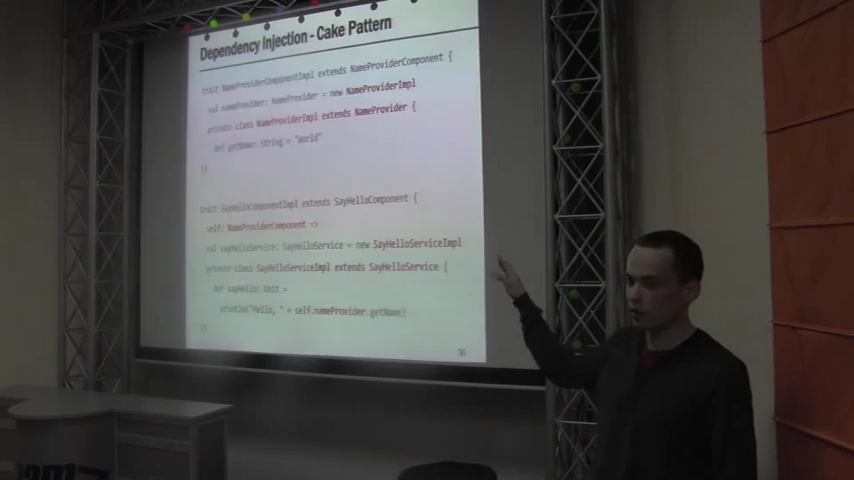 Dependency Injection - Cake Pattern
trait NameProviderComponentImpl extends NameProviderComponent {
val nameProvider: NameProvider = new NameProviderImpl
private class NameProviderImpl extends NameProvider {
def getName: String = "World"
}}
trait SayHelloComponentImpl extends SayHelloComponent {
self: NameProviderComponent =>
val sayHelloService: SayHelloService = new SayHelloServiceImpl
private class SayHelloServiceImpl extends SayHelloService {
def sayHello: Unit =
println("Hello, " + self.nameProvider.getName)
}}